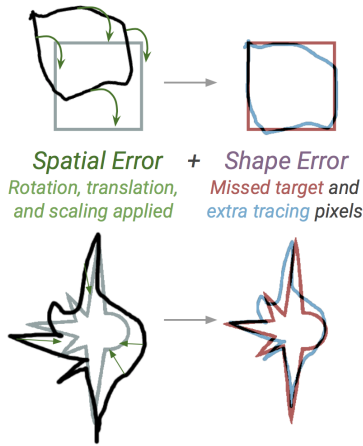 Spatial Error + Shape Error
Rotation, translation, Missed target and
and scaling applied extra tracing pixels